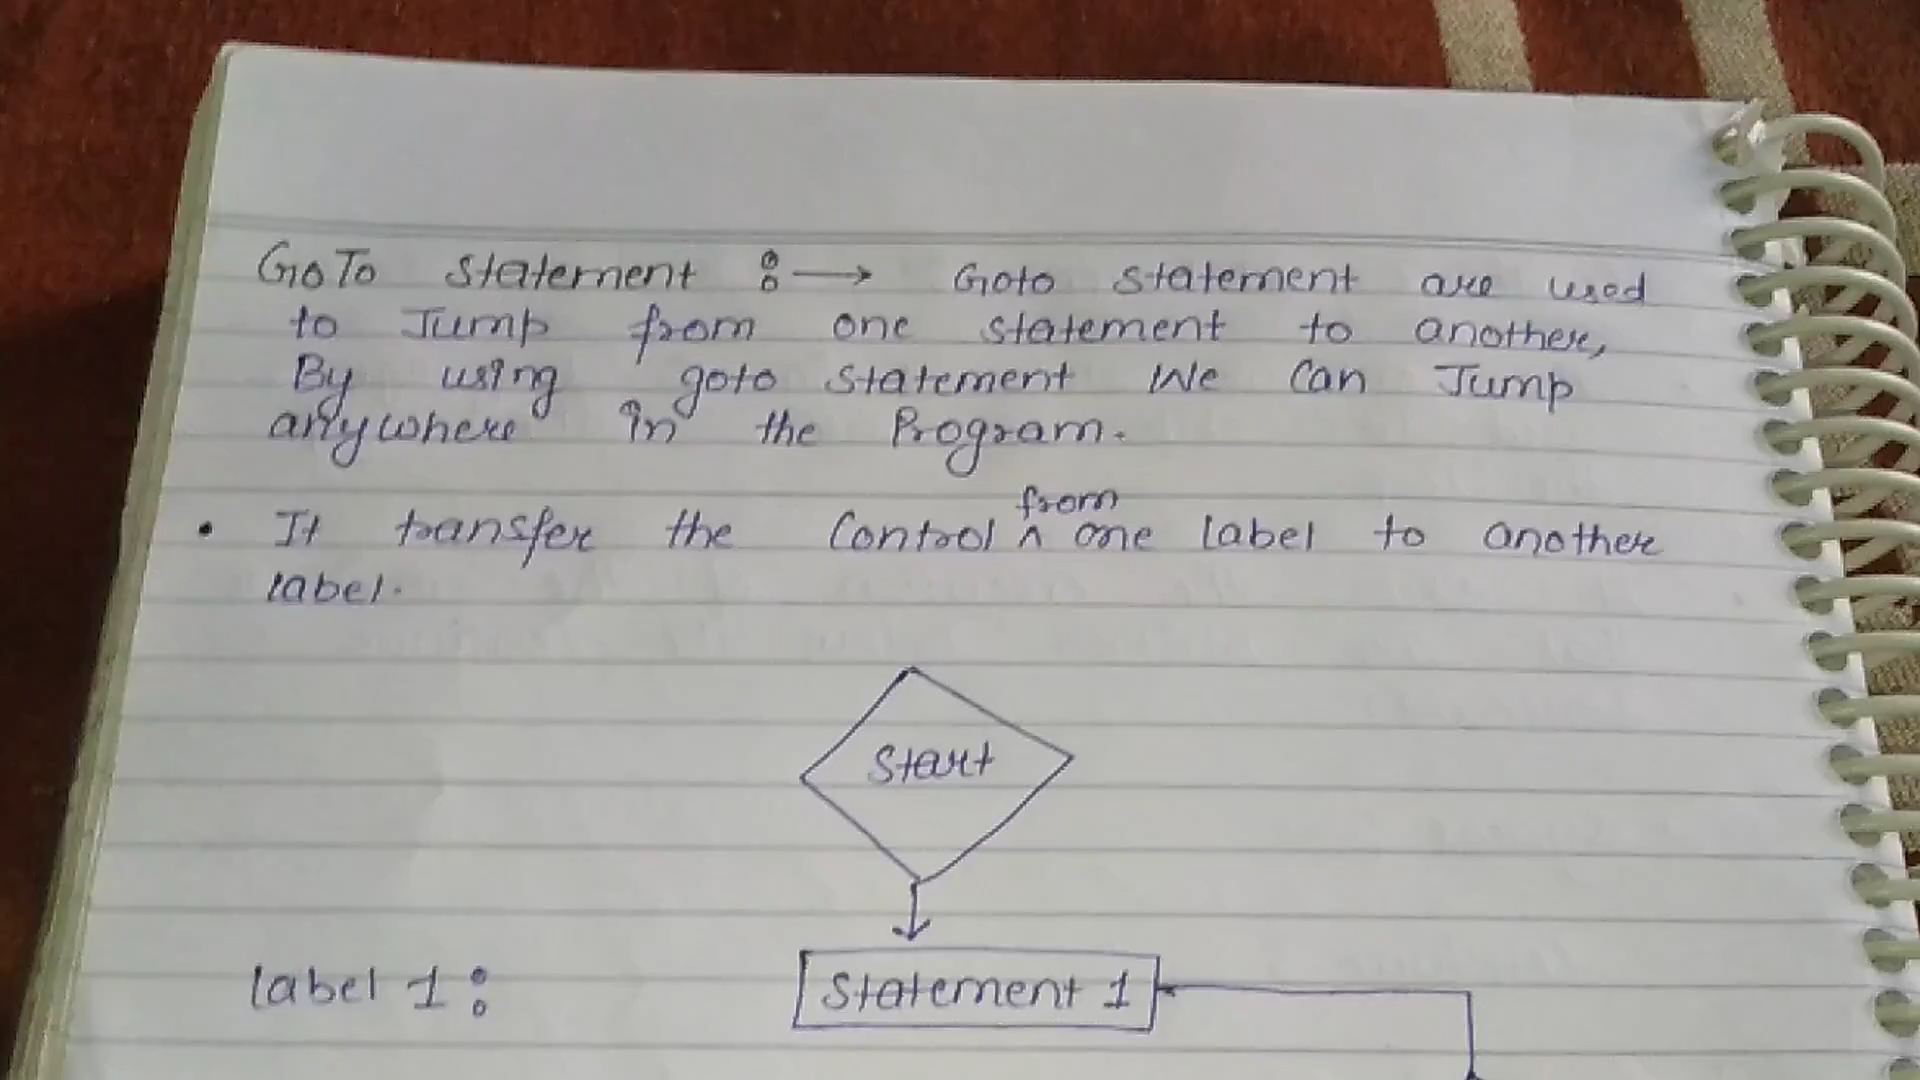 GoTo statement :→ Goto statement are used
to Jump from one statement to another,
By using goto statement We Can Jump
anywhere in the Program.
• It transfer the Control ^ from one label to another
label.
Start
label 1 :
Statement 1